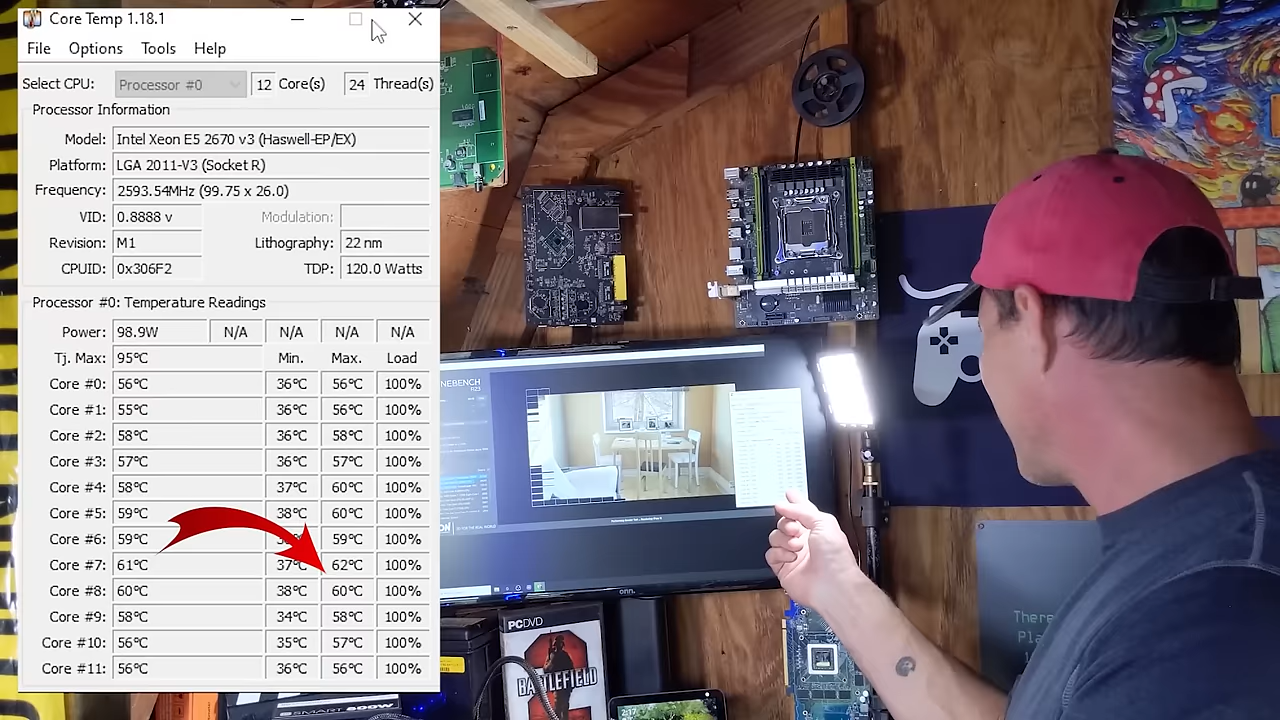 Core Temp 1.18.1
File Options Tools Help
Select CPU: Processor #0 12 Core(s) 24 Thread(s)
Processor Information
Model: Intel Xeon E5 2670 v3 (Haswell-EP/EX)
Platform: LGA 2011-V3 (Socket R)
Frequency: 2593.54MHz (99.75 x 26.0)
VID: 0.8888 v Modulation:
Revision: M1 Lithography: 22 nm
CPUID: 0x306F2 TDP: 120.0 Watts
Processor #0: Temperature Readings
Power: 98.9W N/A N/A N/A N/A
Tj. Max: 95°C Min. Max. Load
Core #0: 56°C 36°C 56°C 100%
Core #1: 55°C 36°C 56°C 100%
Core #2: 58°C 36°C 58°C 100%
Core #3: 57°C 36°C 57°C 100%
Core #4: 58°C 37°C 60°C 100%
Core #5: 59°C 38°C 60°C 100%
Core #6: 59°C 59°C 100%
Core #7: 61°C 37°C 62°C 100%
Core #8: 60°C 38°C 60°C 100%
Core #9: 58°C 34°C 58°C 100%
Core #10: 56°C 35°C 57°C 100%
Core #11: 56°C 36°C 56°C 100%
NEBENCH
onn.
PC DVD
BATTLEFIELD
2
There
Pla
2:17